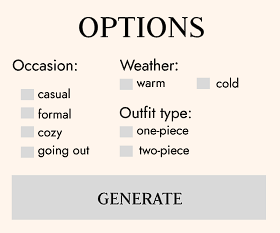 OPTIONS
Occasion:
casual
formal
cozy
going out
Weather:
warm cold
Outfit type:
one-piece
two-piece
GENERATE